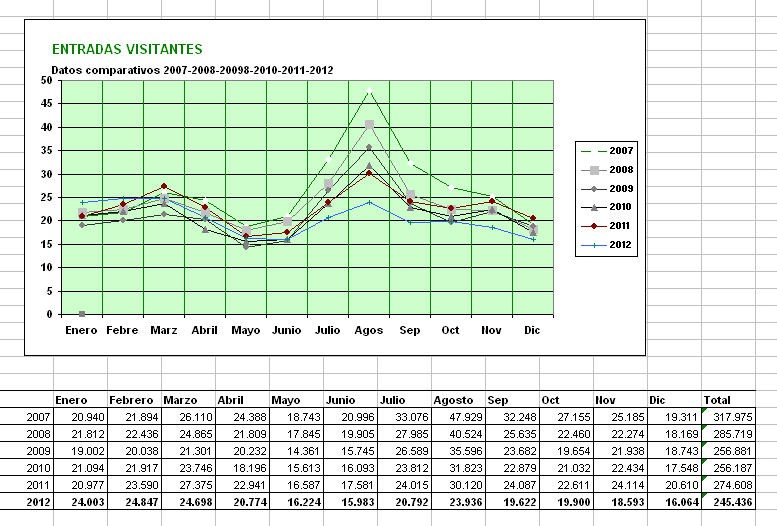 ENTRADAS VISITANTES
Datos comparativos 2007-2008-20098-2010-2011-2012
50
45
40
35
30
25
20
15
10
5
0
Enero Febre Marz Abril Mayo Junio Julio Agos Sep Oct Nov Dic
2007
2008
2009
2010
2011
2012
Enero Febrero Marzo Abril Mayo Junio Julio Agosto Sep Oct Nov Dic Total
2007 20.940 21.894 26.110 24.388 18.743 20.996 33.076 47.929 32.248 27.155 25.185 19.311 317.975
2008 21.812 22.436 24.865 21.809 17.845 19.905 27.985 40.524 25.635 22.460 22.274 18.169 285.719
2009 19.002 20.038 21.301 20.232 14.361 15.745 26.589 35.596 23.682 19.654 21.938 18.743 256.881
2010 21.094 21.917 23.746 18.196 15.613 16.093 23.812 31.823 22.879 21.032 22.434 17.548 256.187
2011 20.977 23.590 27.375 22.941 16.587 17.581 24.015 30.120 24.087 22.611 24.114 20.610 274.608
2012 24.003 24.847 24.698 20.774 16.224 15.983 20.792 23.936 19.622 19.900 18.593 16.064 245.436